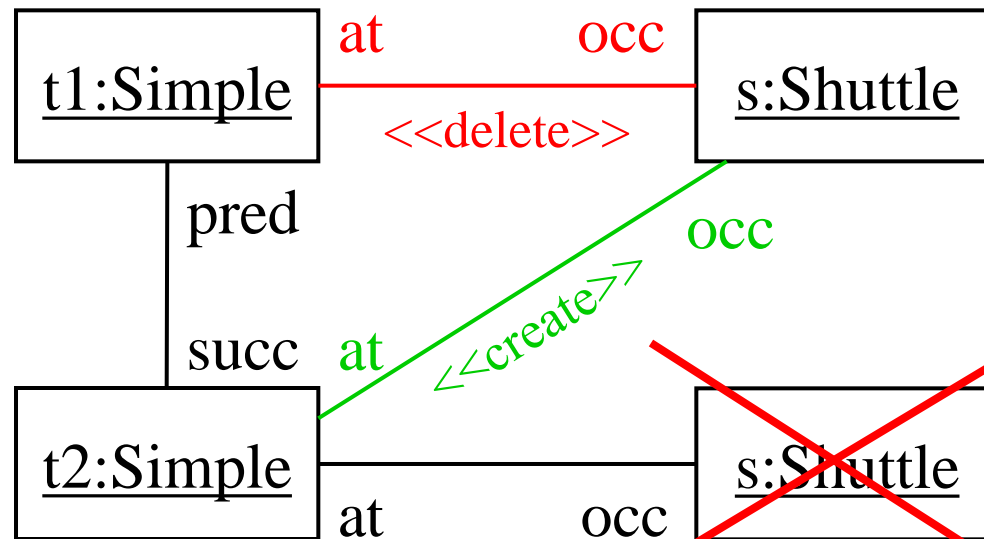 at occ
t1:Simple s:Shuttle
<<delete>>
pred
occ
<<create>>
succ at
t2:Simple s:Shuttle
at occ